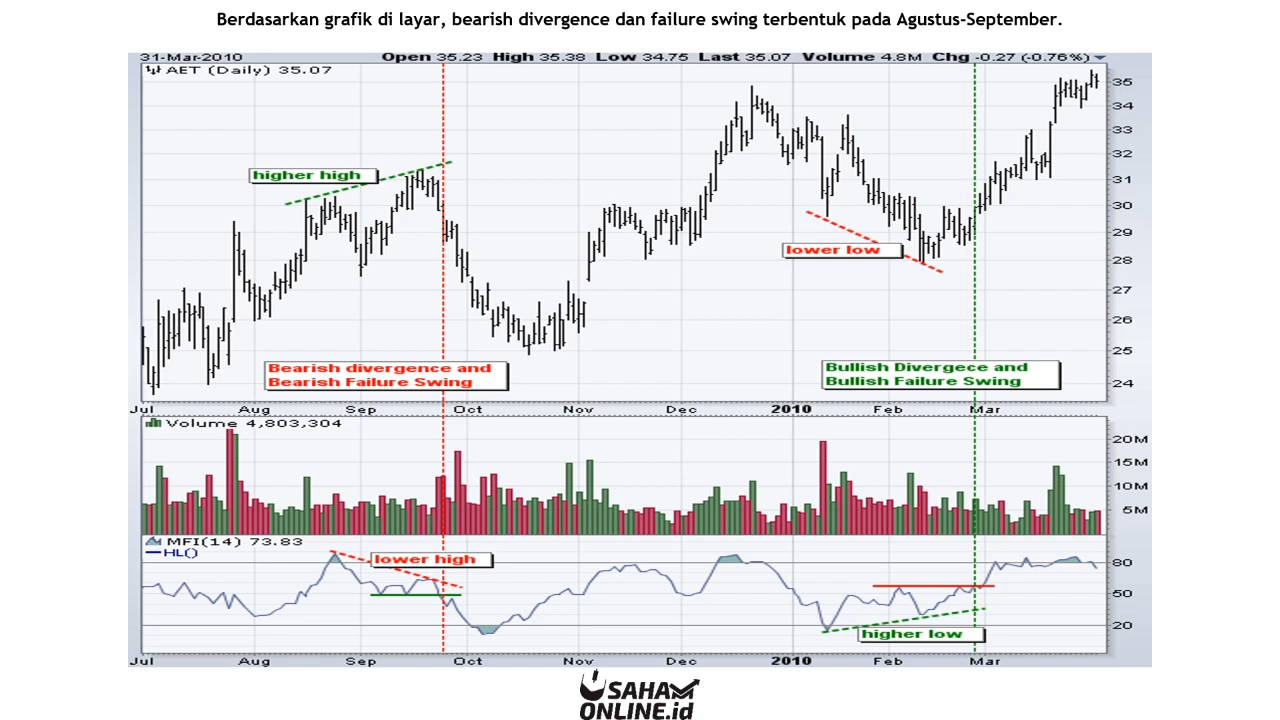 Berdasarkan grafik di layar, bearish divergence dan failure swing terbentuk pada Agustus-September.
31-Mar-2010 Open 35.23 High 35.38 Low 34.75 Last 35.07 Volume 4.8M Chg -0.27 (-0.76%)
AET (Daily) 35.07
35
34
33
32
31
30
29
28
27
26
25
24
higher high
lower low
Bearish divergence and
Bearish Failure Swing
Bullish Divergece and
Bullish Failure Swing
Jul Aug Sep Oct Nov Dec 2010 Feb Mar
Volume 4,803,304
20M
15M
10M
5M
MFI(14) 73.83
HL()
lower high
80
50
20
higher low
Jul Aug Sep Oct Nov Dec 2010 Feb Mar
SAHAM
ONLINE.id